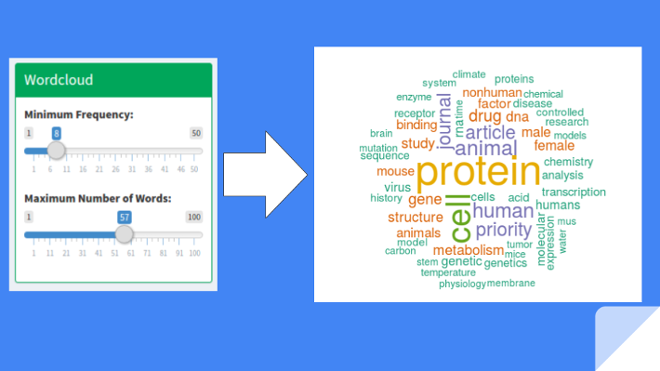 Wordcloud
Minimum Frequency:
1 8 50
1 6 11 16 21 26 31 36 41 46 50
Maximum Number of Words:
1 57 100
1 11 21 31 41 51 61 71 81 91 100
climate
system proteins
enzyme journal nonhuman chemical
time factor disease
receptor rna drug dna controlled
binding research
brain article male models
study animal female
mutation
sequence protein chemistry
mouse analysis
virus transcription
history gene cell cells acid humans
structure human molecular mus
animals priority expression water
model tumor
carbon metabolism mice
stem genetic genetics
temperature
physiology membrane